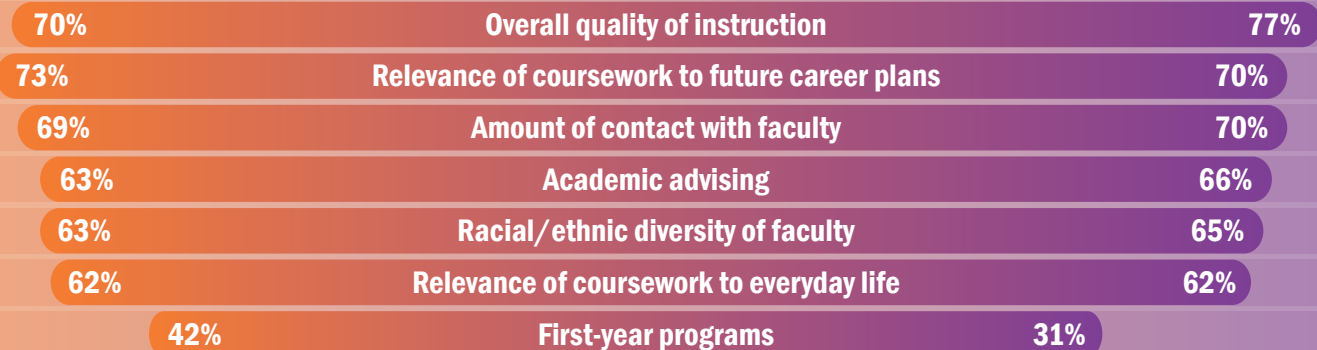 70% Overall quality of instruction 77%
73% Relevance of coursework to future career plans 70%
69% Amount of contact with faculty 70%
63% Academic advising 66%
63% Racial/ethnic diversity of faculty 65%
62% Relevance of coursework to everyday life 62%
42% First-year programs 31%